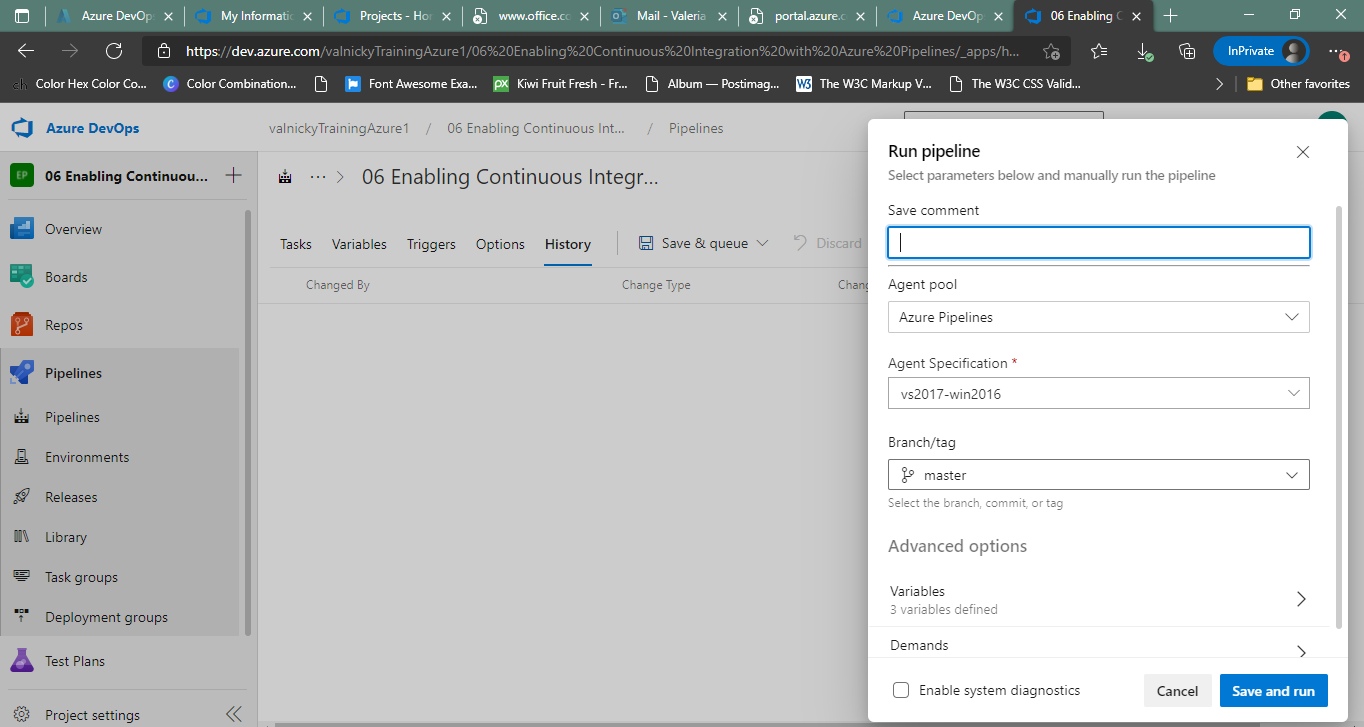 Azure DevOp
My Informatio
Projects - Ho
www.office.co
Mail - Valeria
portal.azure.c
Azure DevOp
06 Enabling C
https://dev.azure.com/valnickyTrainingAzure1/06%20Enabling%20Continuous%20Integration%20with%20Azure%20Pipelines/_apps/h...
InPrivate
Color Hex Color Co...
Color Combination...
Font Awesome Exa...
Kiwi Fruit Fresh - Fr...
Album — Postimag...
The W3C Markup V...
The W3C CSS Valid...
Other favorites
Azure DevOps
valnickyTrainingAzure1 / 06 Enabling Continuous Int... / Pipelines
EP 06 Enabling Continuou...
Overview
Boards
Repos
Pipelines
Pipelines
Environments
Releases
Library
Task groups
Deployment groups
Test Plans
Project settings
... > 06 Enabling Continuous Integr...
Tasks Variables Triggers Options History Save & queue Discard
Changed By Change Type Chang
Run pipeline
Select parameters below and manually run the pipeline
Save comment
Agent pool
Azure Pipelines
Agent Specification *
vs2017-win2016
Branch/tag
master
Select the branch, commit, or tag
Advanced options
Variables
3 variables defined
Demands
Enable system diagnostics
Cancel
Save and run